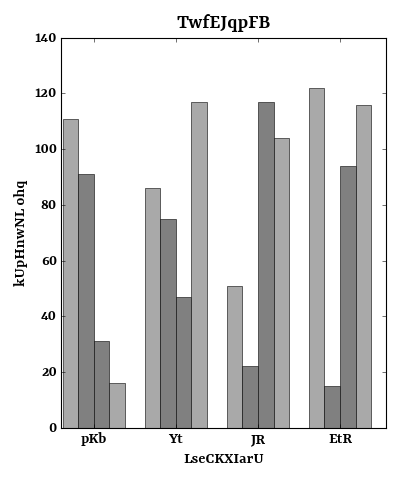 TwfEJqpFB
kUpHnwNL ohq
140
120
100
80
60
40
20
0
pKb Yt JR EtR
LseCKXIarU